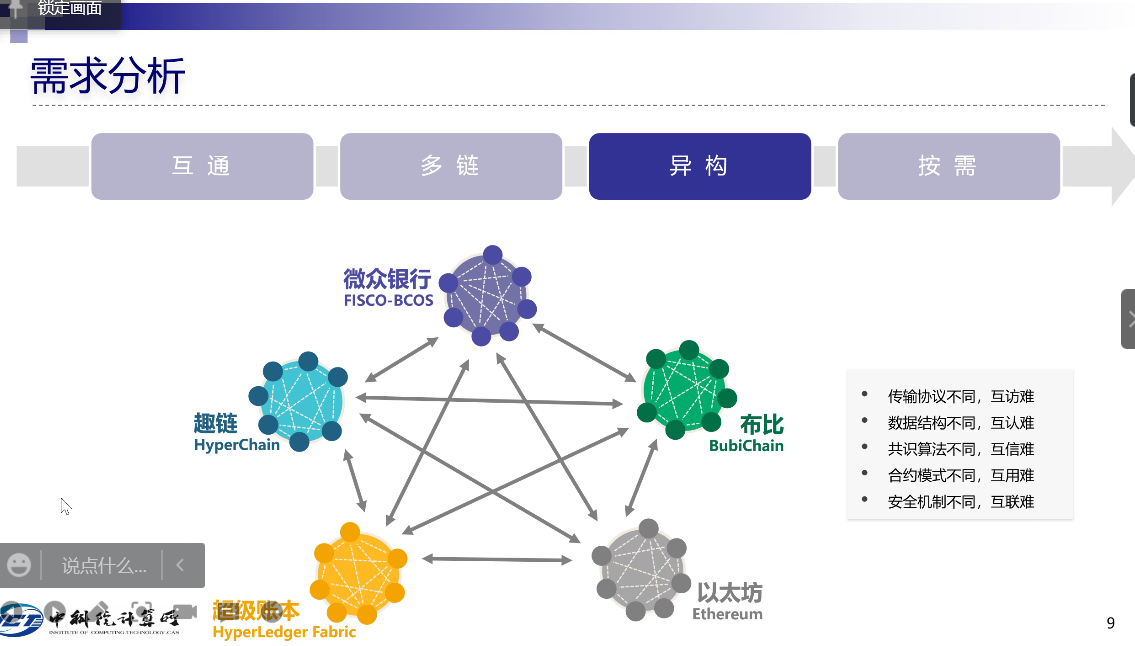 锁定画面
需求分析
互 通
多 链
异 构
按 需
微众银行
FISCO-BCOS
趣链
HyperChain
布比
BubiChain
• 传输协议不同，互访难
• 数据结构不同，互认难
• 共识算法不同，互信难
• 合约模式不同，互用难
• 安全机制不同，互联难
说点什么...
以太坊
Ethereum
超级账本
HyperLedger Fabric
中科院计算所
INSTITUTE OF COMPUTING TECHNOLOGY,CAS
9